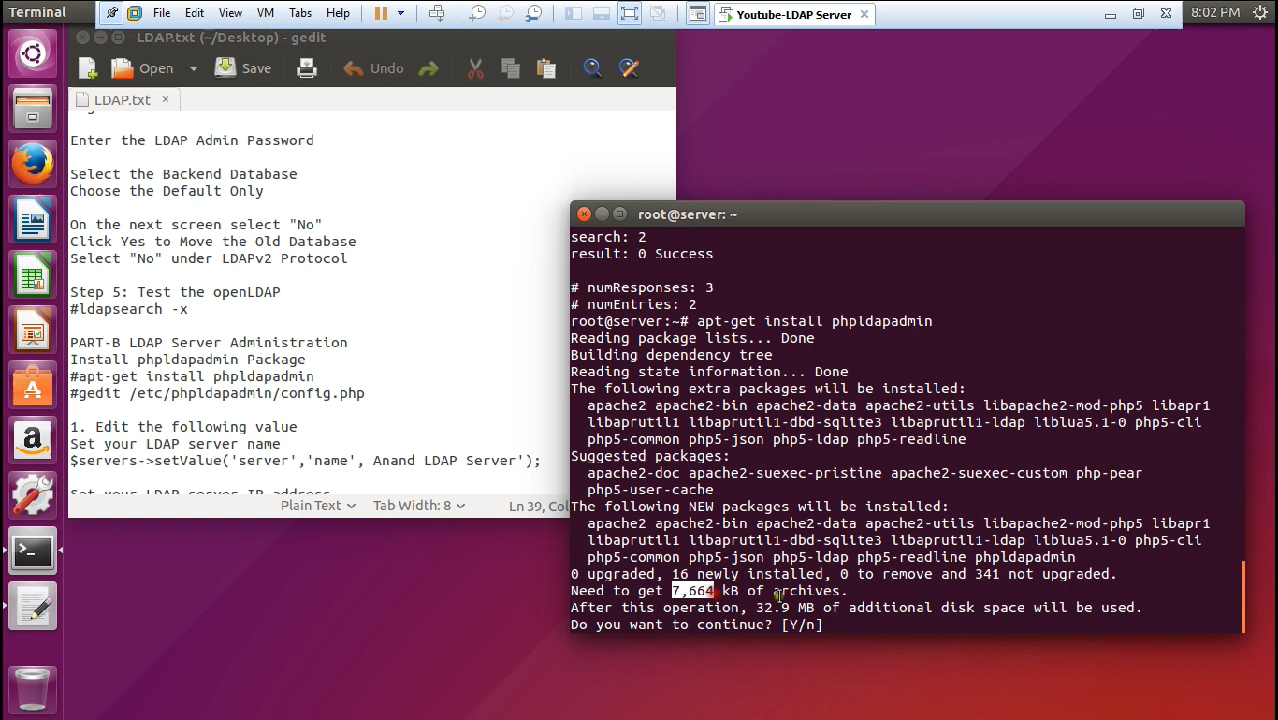 Terminal
File Edit View VM Tabs Help
Youtube-LDAP Server
8:02 PM
LDAP.txt (~/Desktop) - gedit
Open Save Undo
LDAP.txt
Enter the LDAP Admin Password
Select the Backend Database
Choose the Default Only
On the next screen select "No"
Click Yes to Move the Old Database
Select "No" under LDAPv2 Protocol
Step 5: Test the openLDAP
#ldapsearch -x
PART-B LDAP Server Administration
Install phpldapadmin Package
#apt-get install phpldapadmin
#gedit /etc/phpldapadmin/config.php
1. Edit the following value
Set your LDAP server name
$servers->setValue('server','name', Anand LDAP Server');
Set your LDAP server IP address
Plain Text Tab Width: 8 Ln 39, Col
root@server: ~
search: 2
result: 0 Success
# numResponses: 3
# numEntries: 2
root@server:~# apt-get install phpldapadmin
Reading package lists... Done
Building dependency tree
Reading state information... Done
The following extra packages will be installed:
apache2 apache2-bin apache2-data apache2-utils libapache2-mod-php5 libapr1
libaprutil1 libaprutil1-dbd-sqlite3 libaprutil1-ldap liblua5.1-0 php5-cli
php5-common php5-json php5-ldap php5-readline
Suggested packages:
apache2-doc apache2-suexec-pristine apache2-suexec-custom php-pear
php5-user-cache
The following NEW packages will be installed:
apache2 apache2-bin apache2-data apache2-utils libapache2-mod-php5 libapr1
libaprutil1 libaprutil1-dbd-sqlite3 libaprutil1-ldap liblua5.1-0 php5-cli
php5-common php5-json php5-ldap php5-readline phpldapadmin
0 upgraded, 16 newly installed, 0 to remove and 341 not upgraded.
Need to get 7,664 kB of archives.
After this operation, 32.9 MB of additional disk space will be used.
Do you want to continue? [Y/n]